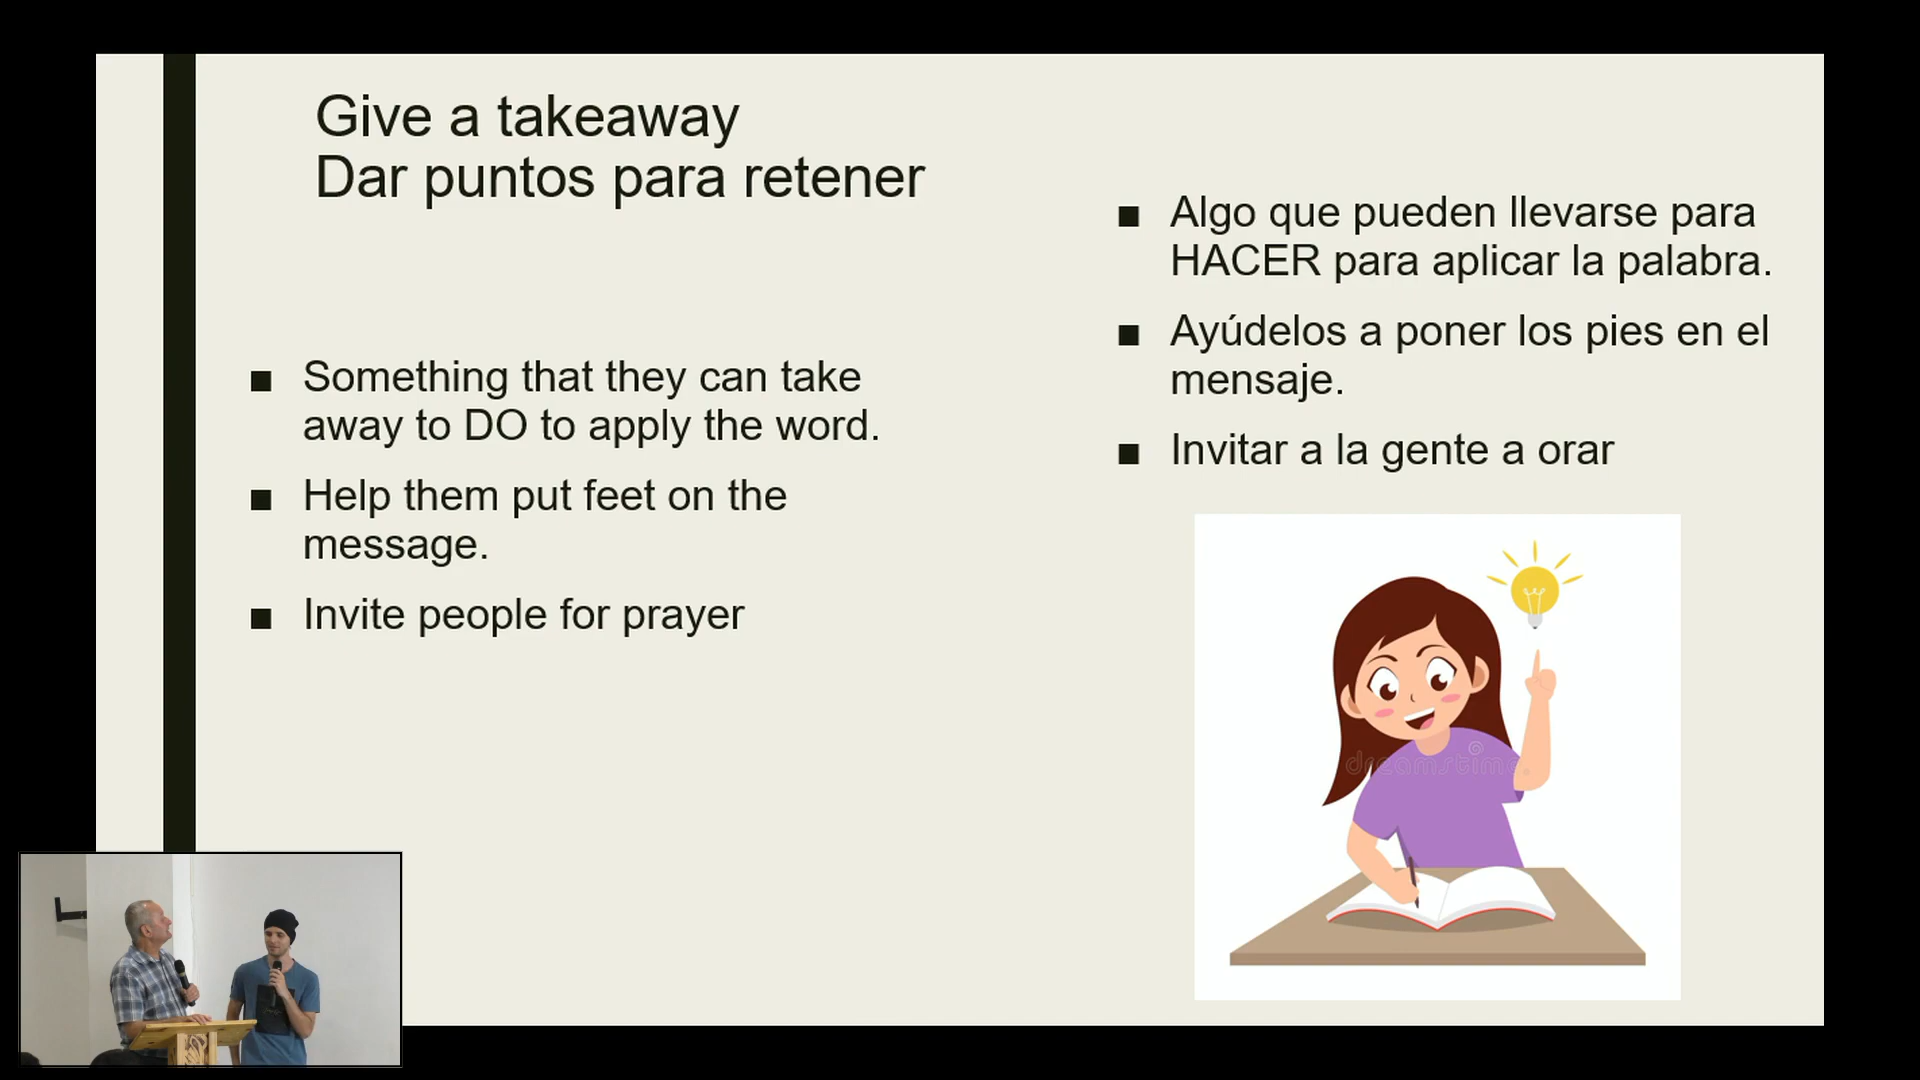 Give a takeaway
Dar puntos para retener
Something that they can take
away to DO to apply the word.
Help them put feet on the
message.
Invite people for prayer
Algo que pueden llevarse para
HACER para aplicar la palabra.
Ayúdelos a poner los pies en el
mensaje.
Invitar a la gente a orar
dreamstime